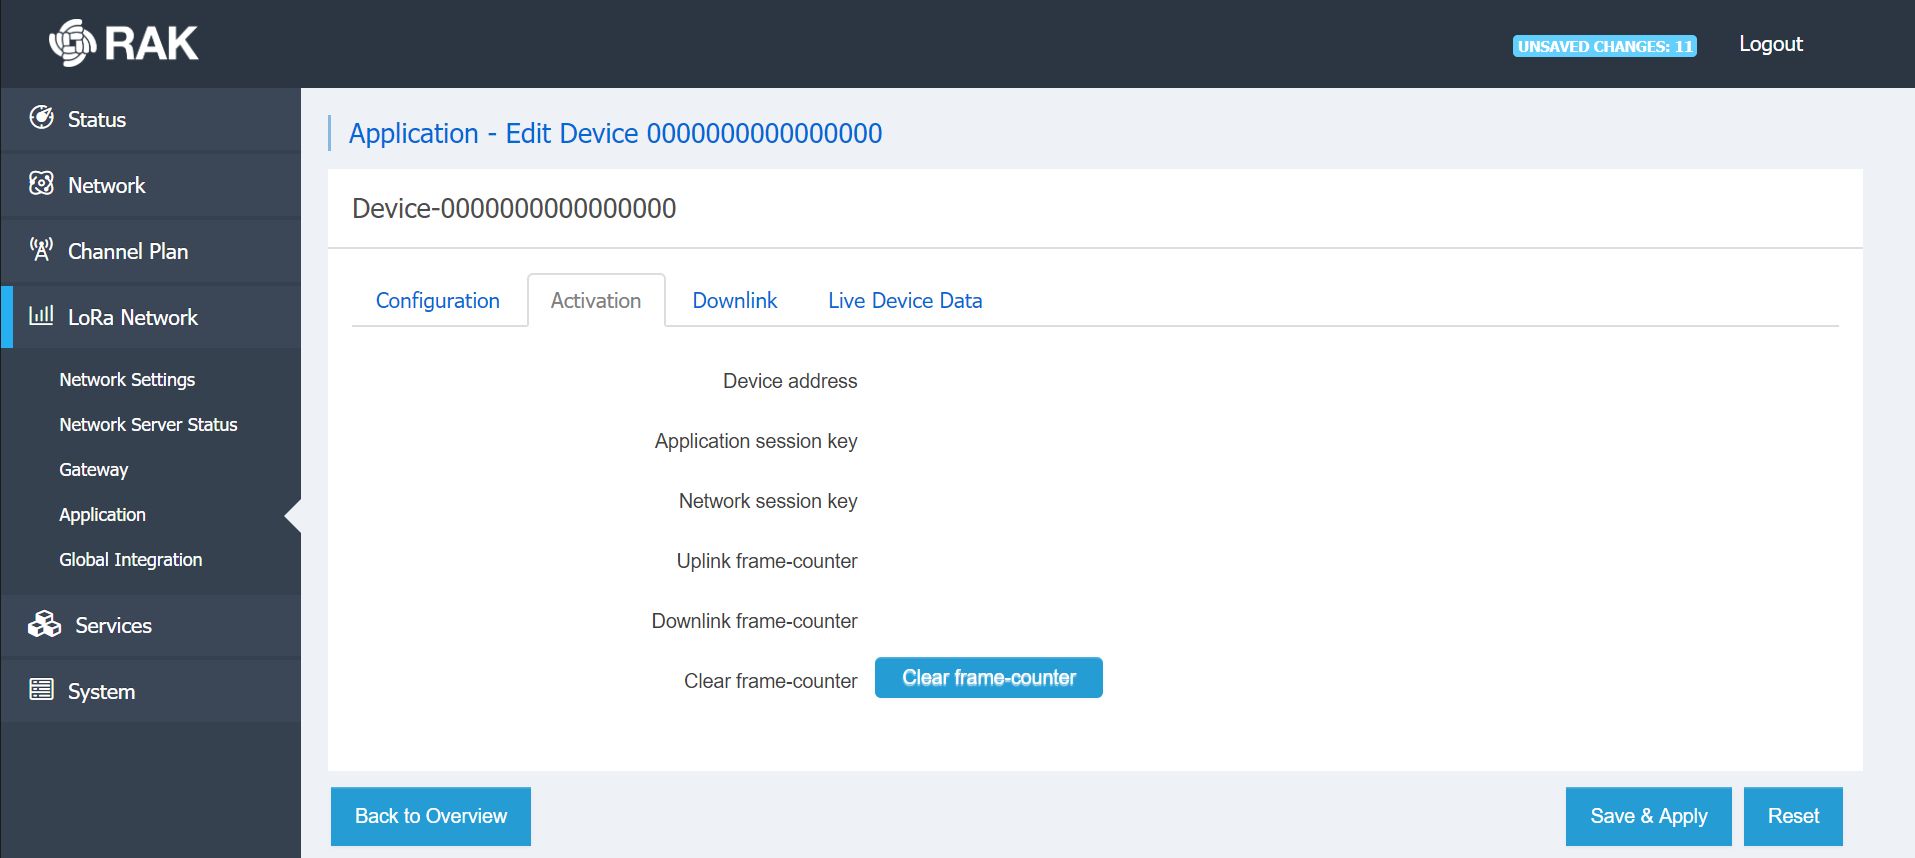 RAK
UNSAVED CHANGES: 11
Logout
Status
Network
Channel Plan
LoRa Network
Network Settings
Network Server Status
Gateway
Application
Global Integration
Services
System
Application - Edit Device 0000000000000000
Device-0000000000000000
Configuration
Activation
Downlink
Live Device Data
Device address
Application session key
Network session key
Uplink frame-counter
Downlink frame-counter
Clear frame-counter
Clear frame-counter
Back to Overview
Save & Apply
Reset